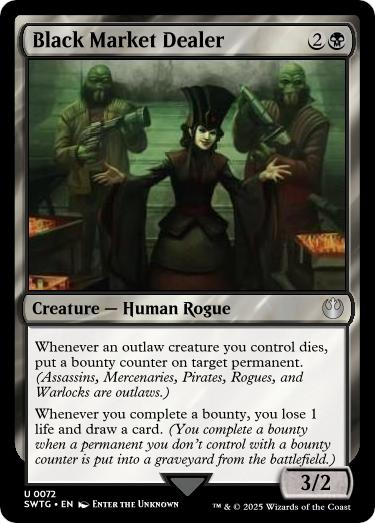 Black Market Dealer 2
Creature — Human Rogue
Whenever an outlaw creature you control dies,
put a bounty counter on target permanent.
(Assassins, Mercenaries, Pirates, Rogues, and
Warlocks are outlaws.)
Whenever you complete a bounty, you lose 1
life and draw a card. (You complete a bounty
when a permanent you don't control with a bounty
counter is put into a graveyard from the battlefield.)
3/2
U 0072
SWTG • EN Enter the Unknown
™ & © 2025 Wizards of the Coast